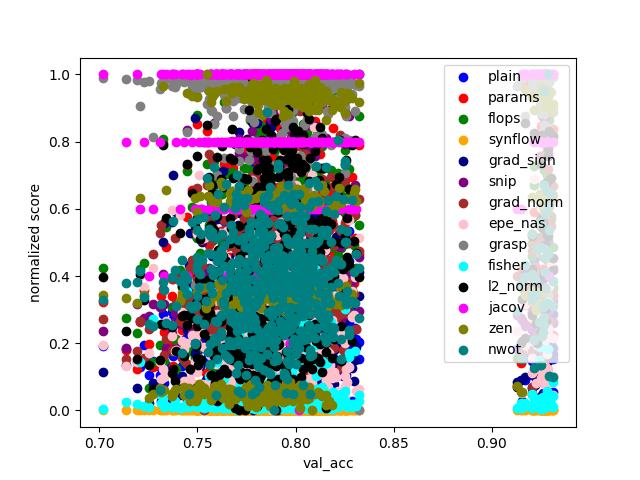 1.0
0.8
0.6
0.4
0.2
0.0
normalized score
0.70
0.75
0.80
0.85
0.90
val_acc
plain
params
flops
synflow
grad_sign
snip
grad_norm
epe_nas
grasp
fisher
l2_norm
jacov
zen
nwot